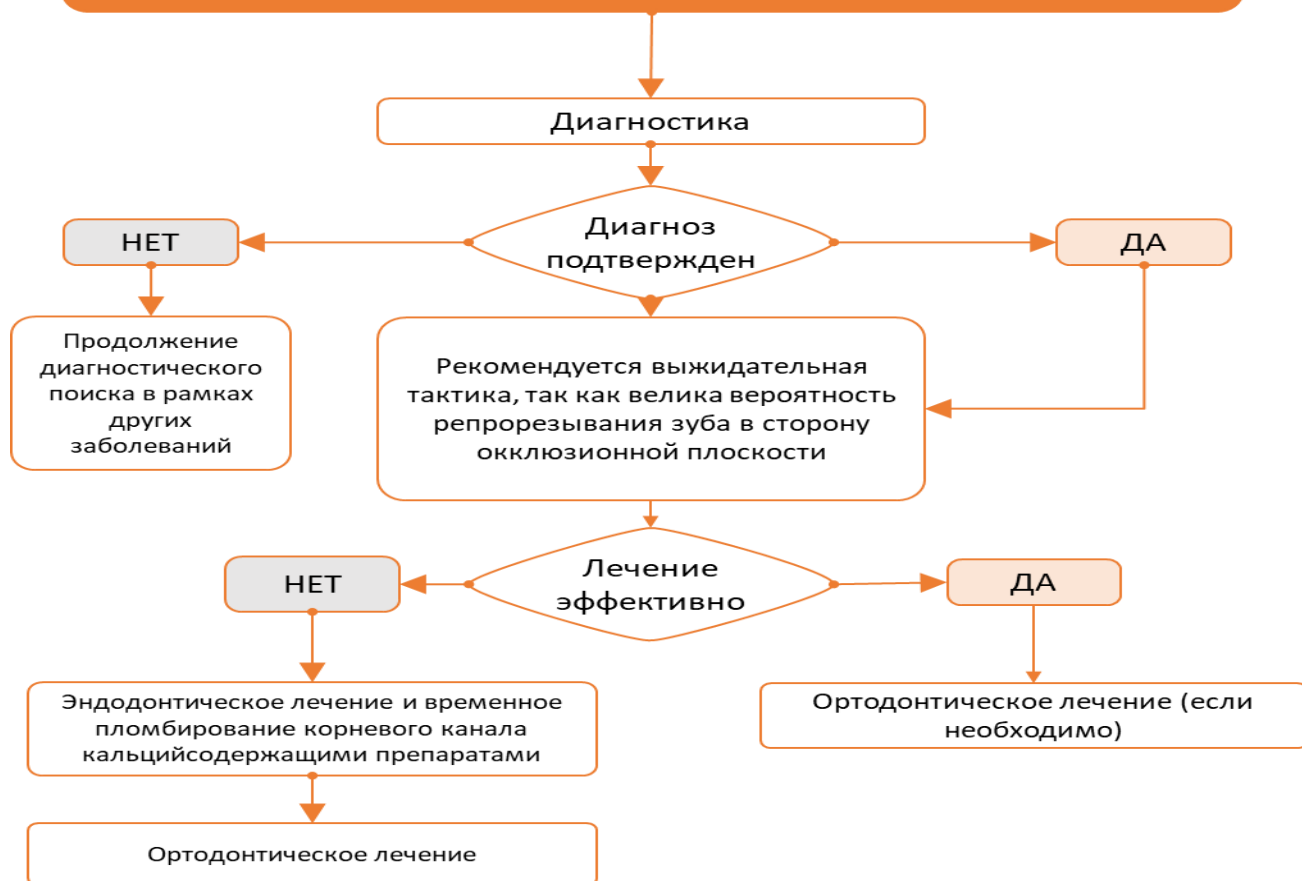 Диагностика
Диагноз
подтвержден
НЕТ
ДА
Продолжение
диагностического
поиска в рамках
других
заболеваний
Рекомендуется выжидательная
тактика, так как велика вероятность
репрорезывания зуба в сторону
окклюзионной плоскости
Лечение
эффективно
НЕТ
ДА
Эндодонтическое лечение и временное
пломбирование корневого канала
кальцийсодержащими препаратами
Ортодонтическое лечение (если
необходимо)
Ортодонтическое лечение